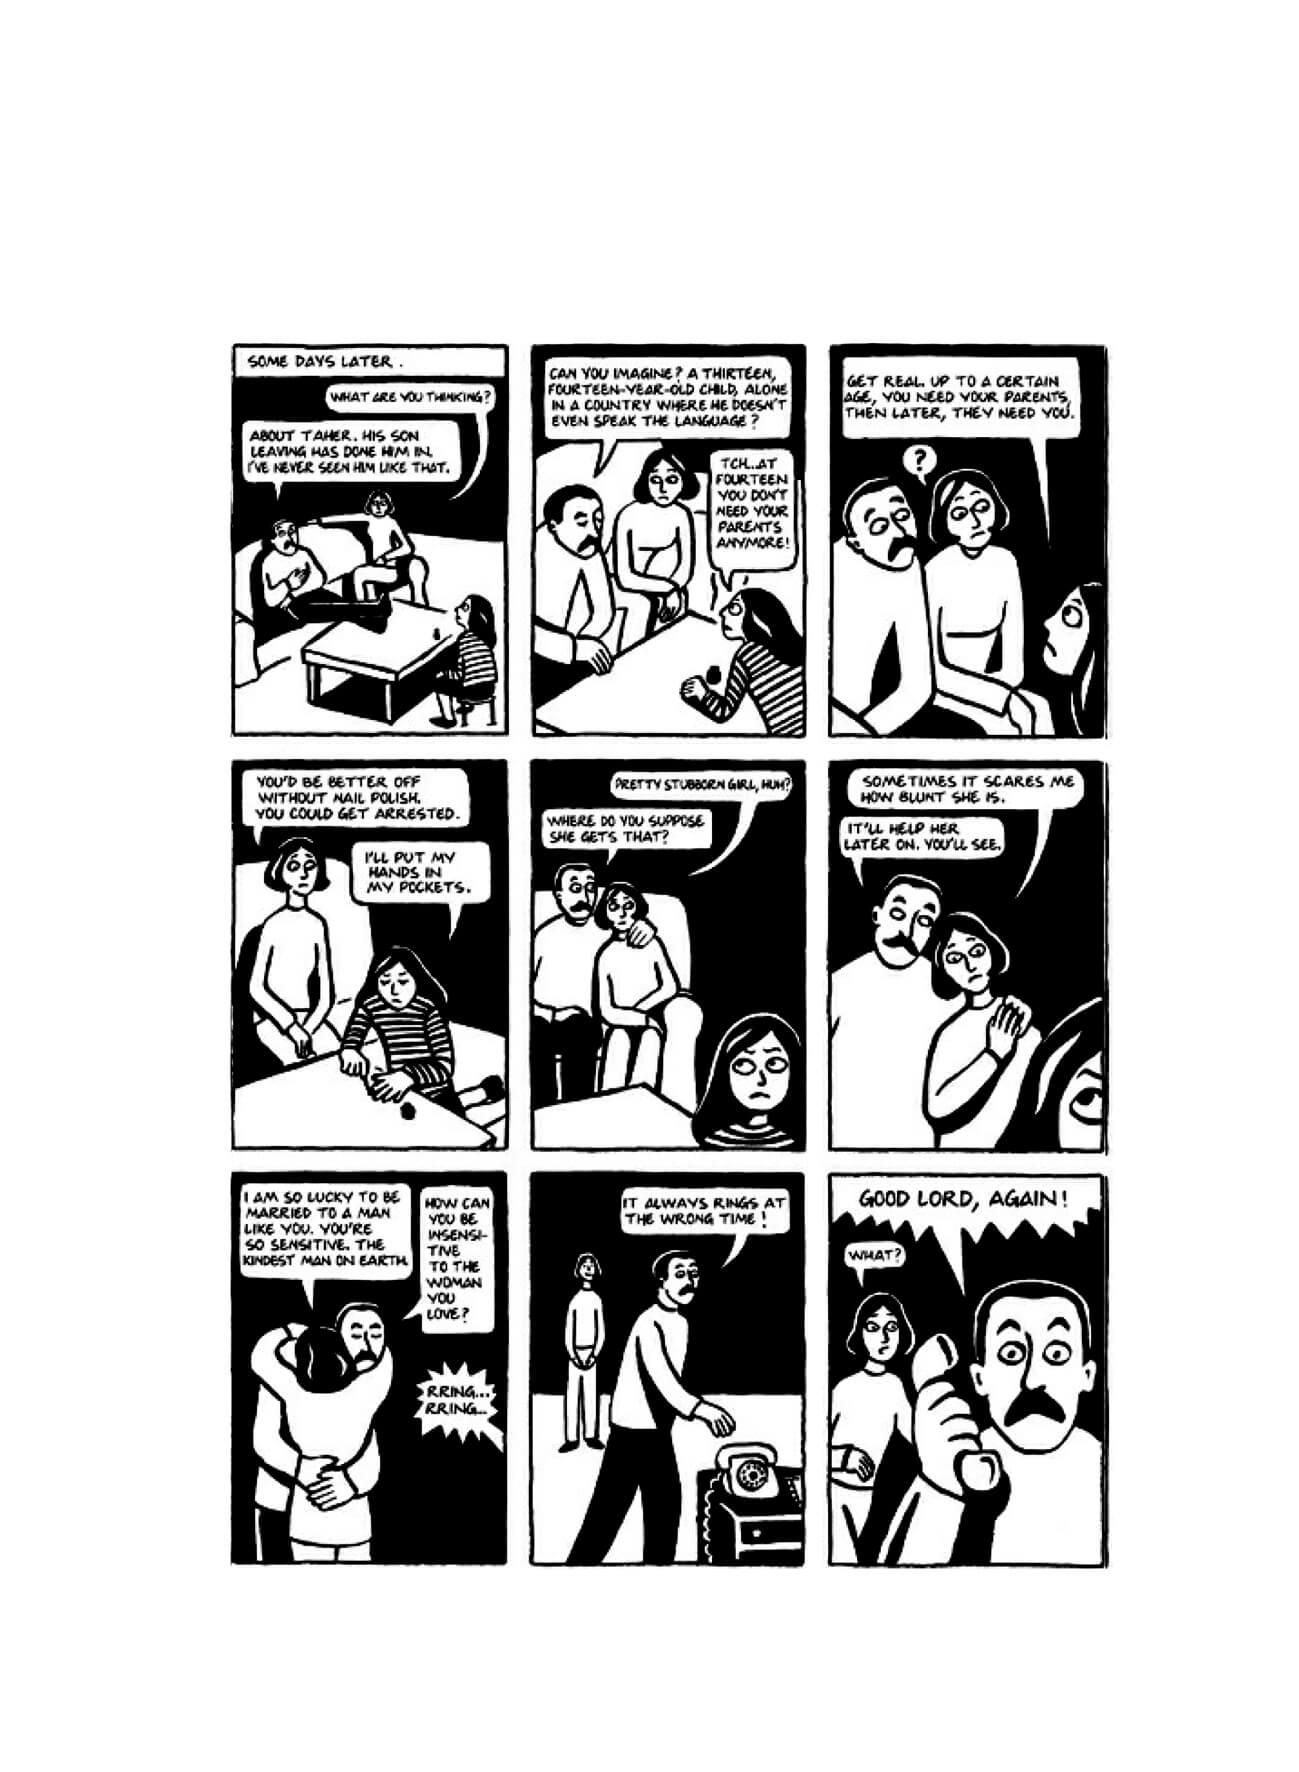 SOME DAYS LATER.
WHAT ARE YOU THINKING?
ABOUT TAHER. HIS SON
LEAVING HAS DONE HIM IN.
I'VE NEVER SEEN HIM LIKE THAT.
CAN YOU IMAGINE? A THIRTEEN,
FOURTEEN-YEAR-OLD CHILD, ALONE
IN A COUNTRY WHERE HE DOESN'T
EVEN SPEAK THE LANGUAGE?
TCH...AT
FOURTEEN
YOU DON'T
NEED YOUR
PARENTS
ANYMORE!
GET REAL. UP TO A CERTAIN
AGE, YOU NEED YOUR PARENTS,
THEN LATER, THEY NEED YOU.
?
YOU'D BE BETTER OFF
WITHOUT NAIL POLISH.
YOU COULD GET ARRESTED.
I'LL PUT MY
HANDS IN
MY POCKETS.
PRETTY STUBBORN GIRL, HUH?
WHERE DO YOU SUPPOSE
SHE GETS THAT?
SOMETIMES IT SCARES ME
HOW BLUNT SHE IS.
IT'LL HELP HER
LATER ON. YOU'LL SEE.
I AM SO LUCKY TO BE
MARRIED TO A MAN
LIKE YOU. YOU'RE
SO SENSITIVE. THE
KINDEST MAN ON EARTH.
HOW CAN
YOU BE
INSENSI-
TIVE
TO THE
WOMAN
YOU
LOVE?
RRING...
RRING...
IT ALWAYS RINGS AT
THE WRONG TIME!
GOOD LORD, AGAIN!
WHAT?